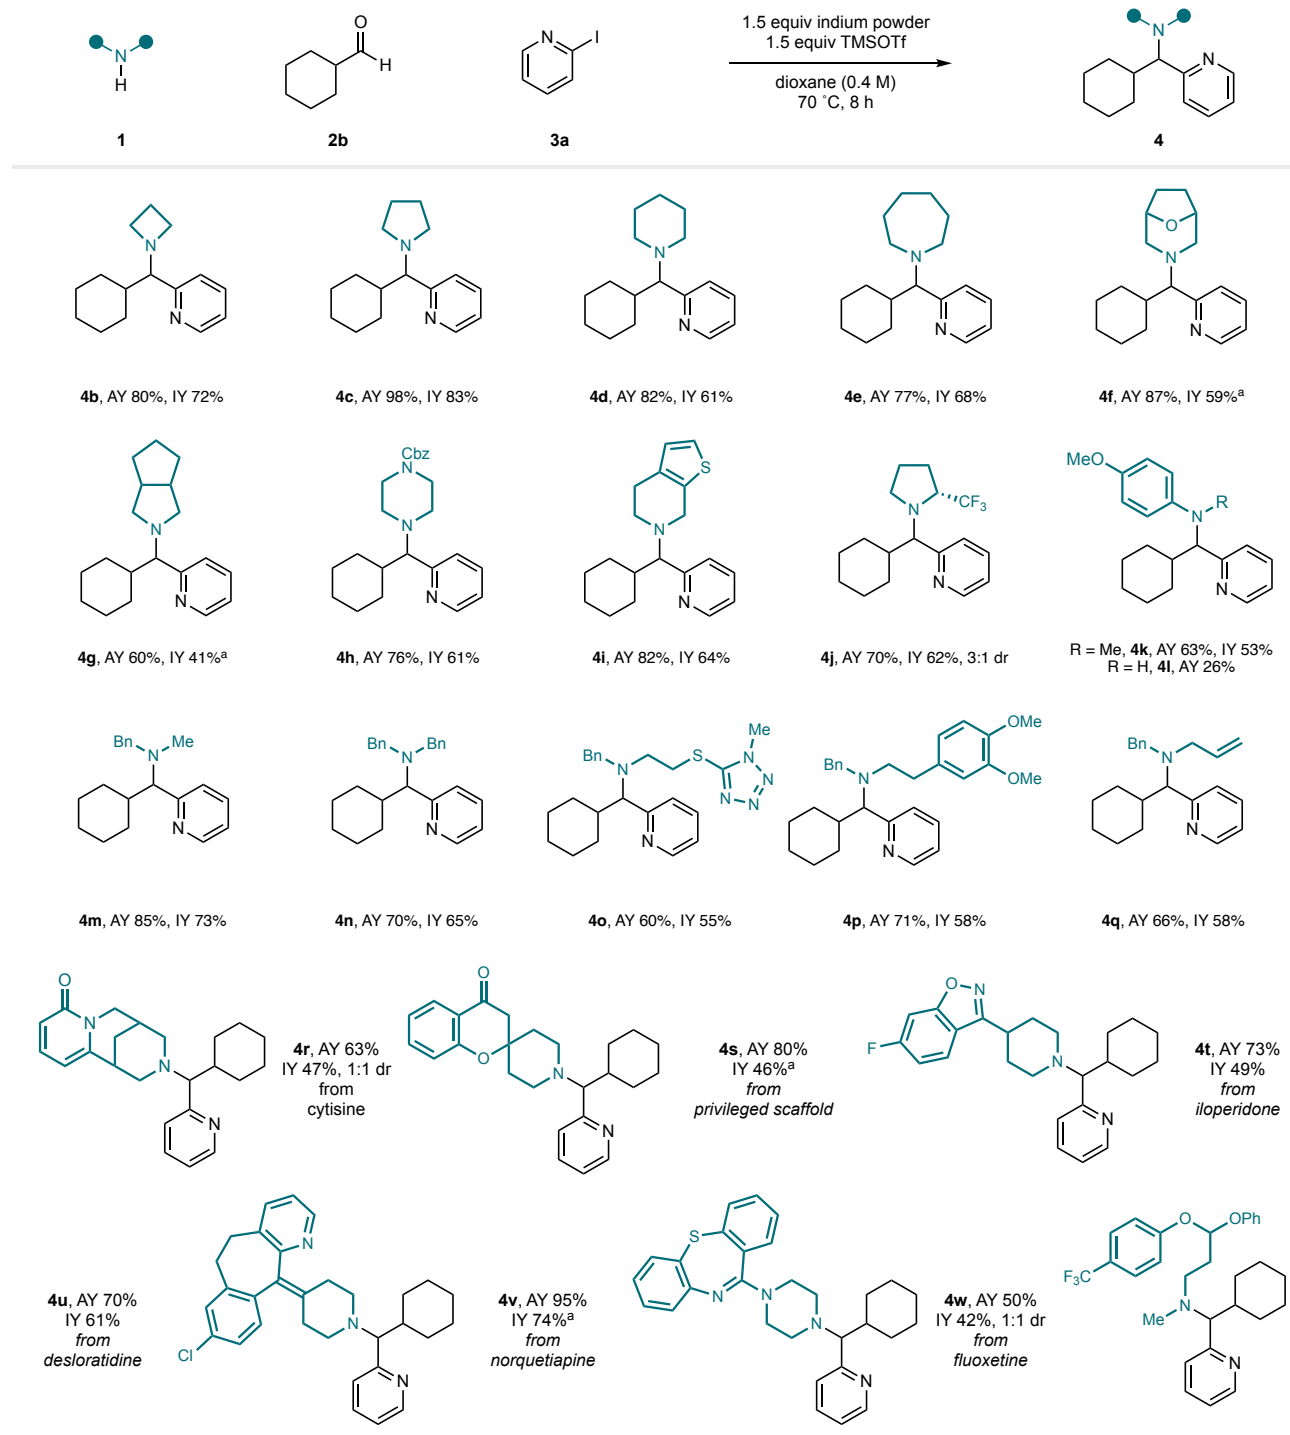 1.5 equiv indium powder
1.5 equiv TMSOTf
dioxane (0.4 M)
70 ˚C, 8 h
N
H
O
H
N
I
N
N
1
2b
3a
4
N
N
N
N
N
N
N
N
O
N
N
4b, AY 80%, IY 72%
4c, AY 98%, IY 83%
4d, AY 82%, IY 61%
4e, AY 77%, IY 68%
4f, AY 87%, IY 59%a
N
N
Cbz
N
N
N
S
N
N
N
CF3
N
MeO
N
R
N
4g, AY 60%, IY 41%a
4h, AY 76%, IY 61%
4i, AY 82%, IY 64%
4j, AY 70%, IY 62%, 3:1 dr
R = Me, 4k, AY 63%, IY 53%
R = H, 4l, AY 26%
Bn
N
Me
N
Bn
N
Bn
N
Bn
N
S
Me
N
N
N
N
N
Bn
N
OMe
OMe
N
Bn
N
N
4m, AY 85%, IY 73%
4n, AY 70%, IY 65%
4o, AY 60%, IY 55%
4p, AY 71%, IY 58%
4q, AY 66%, IY 58%
O
N
N
N
4r, AY 63%
IY 47%, 1:1 dr
from
cytisine
O
O
N
N
4s, AY 80%
IY 46%a
from
privileged scaffold
O
N
F
N
N
4t, AY 73%
IY 49%
from
iloperidone
4u, AY 70%
IY 61%
from
desloratidine
N
Cl
N
N
4v, AY 95%
IY 74%a
from
norquetiapine
S
N
N
N
N
4w, AY 50%
IY 42%, 1:1 dr
from
fluoxetine
O
OPh
F3C
N
Me
N